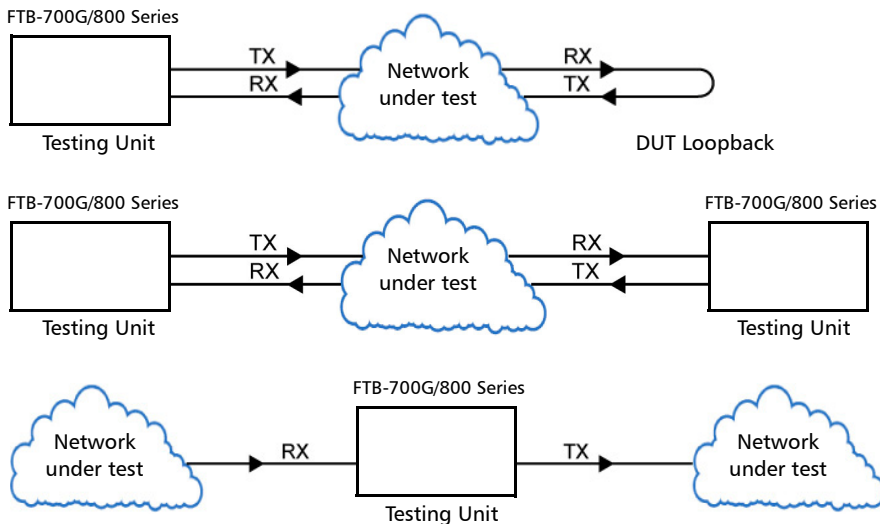 FTB-700G/800 Series
TX
RX
Network
under test
RX
TX
Testing Unit
DUT Loopback
FTB-700G/800 Series
FTB-700G/800 Series
TX
RX
Network
under test
RX
TX
Testing Unit
Testing Unit
FTB-700G/800 Series
Network
under test
RX
TX
Network
under test
Testing Unit